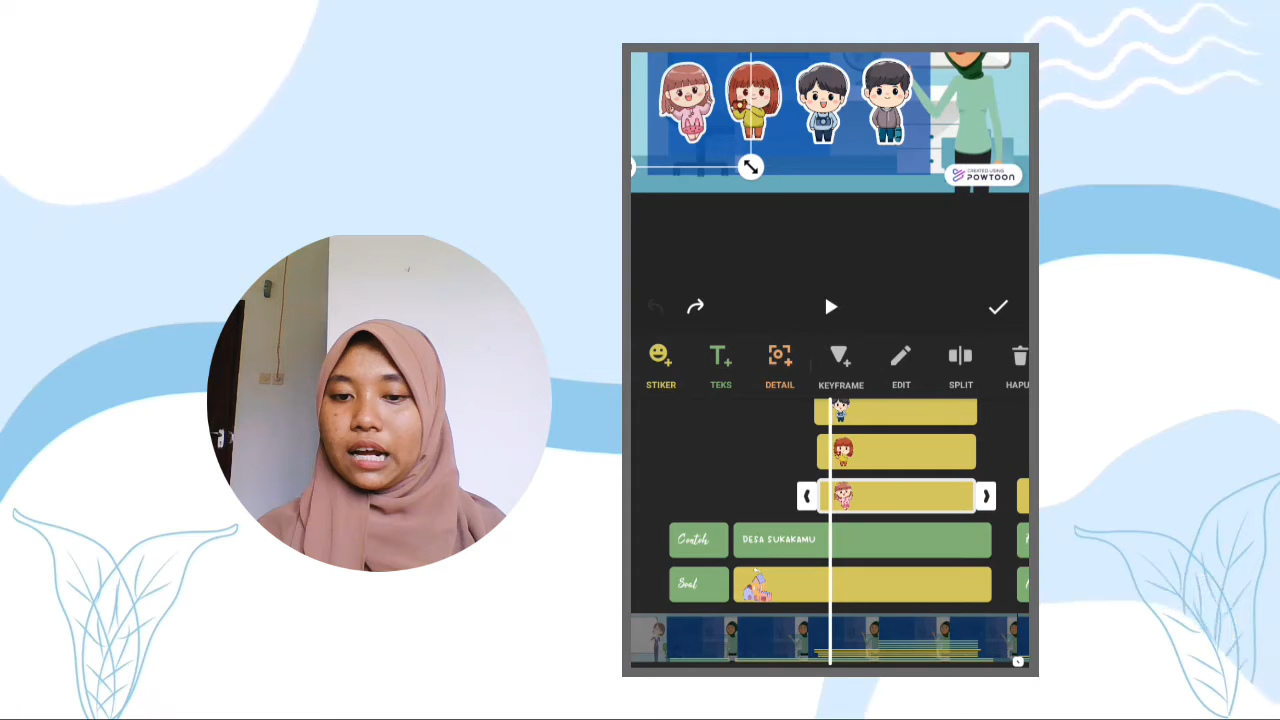 CREATED USING
POWTOON
STIKER
TEKS
DETAIL
KEYFRAME
EDIT
SPLIT
HAPU
Contoh
DESA SUKAKAMU
Soal